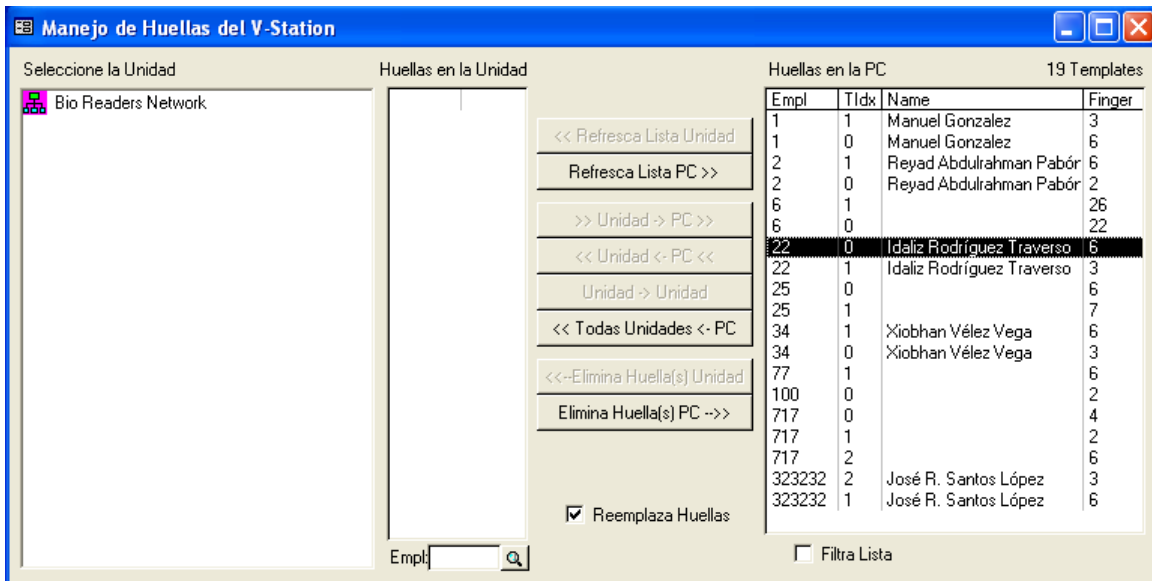 Manejo de Huellas del V-Station
Seleccione la Unidad
Bio Readers Network
Huellas en la Unidad
Empl:
<< Refresca Lista Unidad
Refresca Lista PC >>
>> Unidad -> PC >>
<< Unidad <- PC <<
Unidad -> Unidad
<< Todas Unidades <- PC
<<--Elimina Huella(s) Unidad
Elimina Huella(s) PC -->>
Reemplaza Huellas
Huellas en la PC 19 Templates
Empl TIdx Name Finger
1 1 Manuel Gonzalez 3
1 0 Manuel Gonzalez 6
2 1 Reyad Abdulrahman Pabón 6
2 0 Reyad Abdulrahman Pabón 2
6 1 26
6 0 22
22 0 Idaliz Rodríguez Traverso 6
22 1 Idaliz Rodríguez Traverso 3
25 0 6
25 1 7
34 1 Xiobhan Vélez Vega 6
34 0 Xiobhan Vélez Vega 3
77 1 6
100 0 2
717 0 4
717 1 2
717 2 6
323232 2 José R. Santos López 3
323232 1 José R. Santos López 6
Filtra Lista